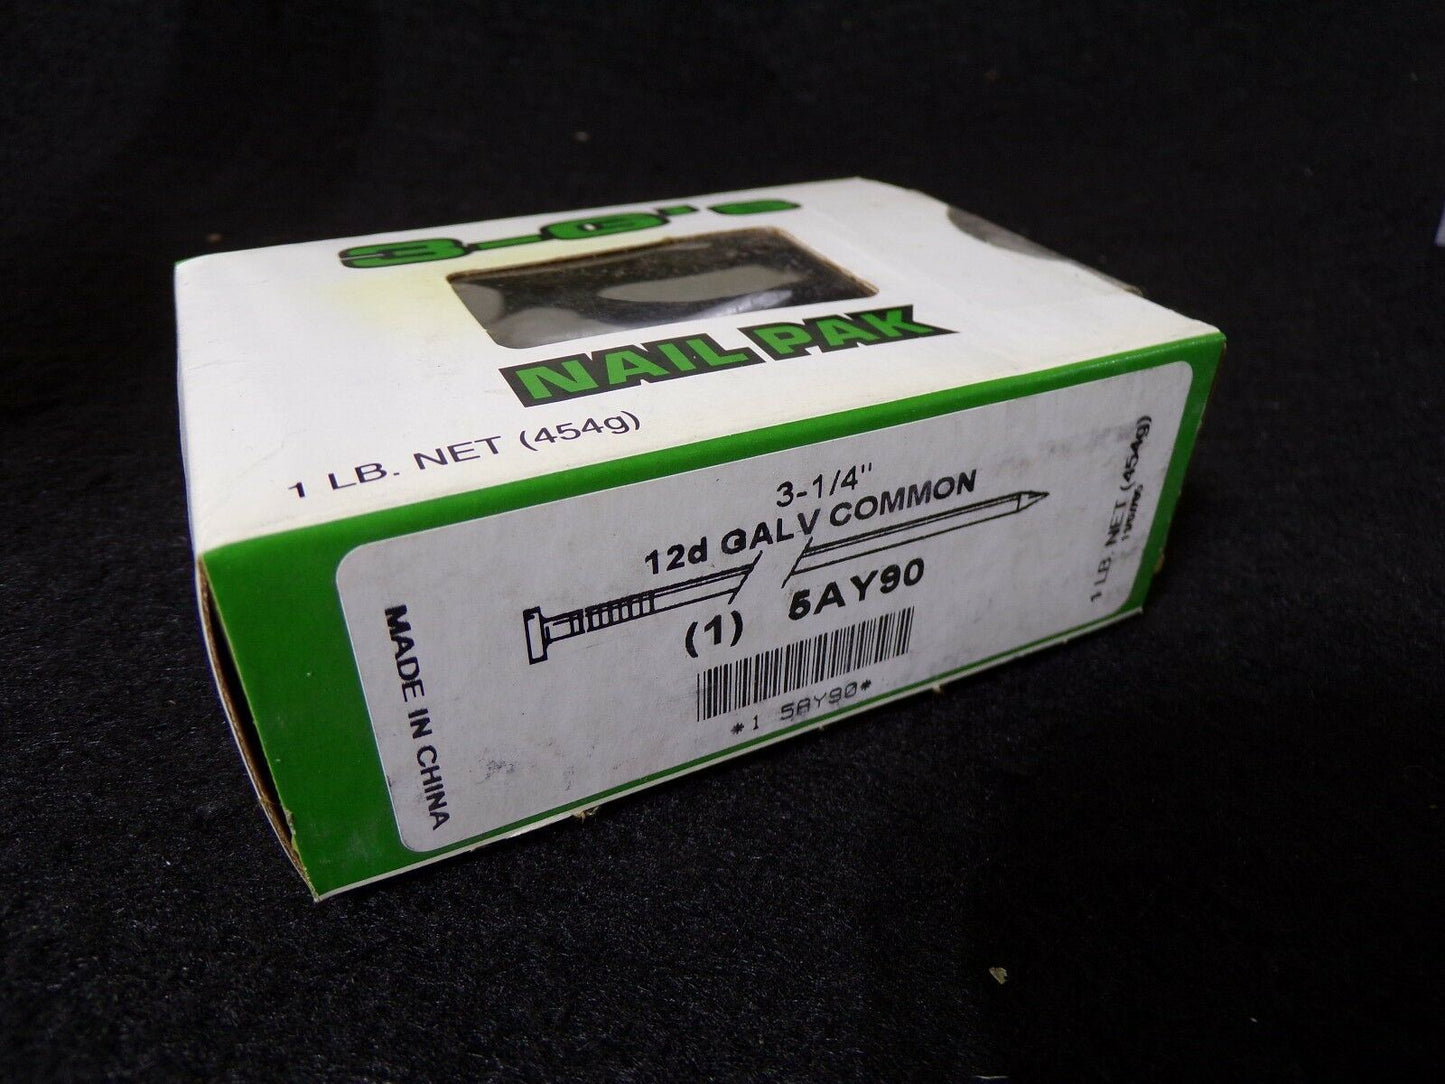 3-G's
NAIL PAK
1 LB. NET (454g)
3-1/4"
12d GALV COMMON
(1) 5AY90
*1 5AY90*
MADE IN CHINA
1 LB. NET (454g)